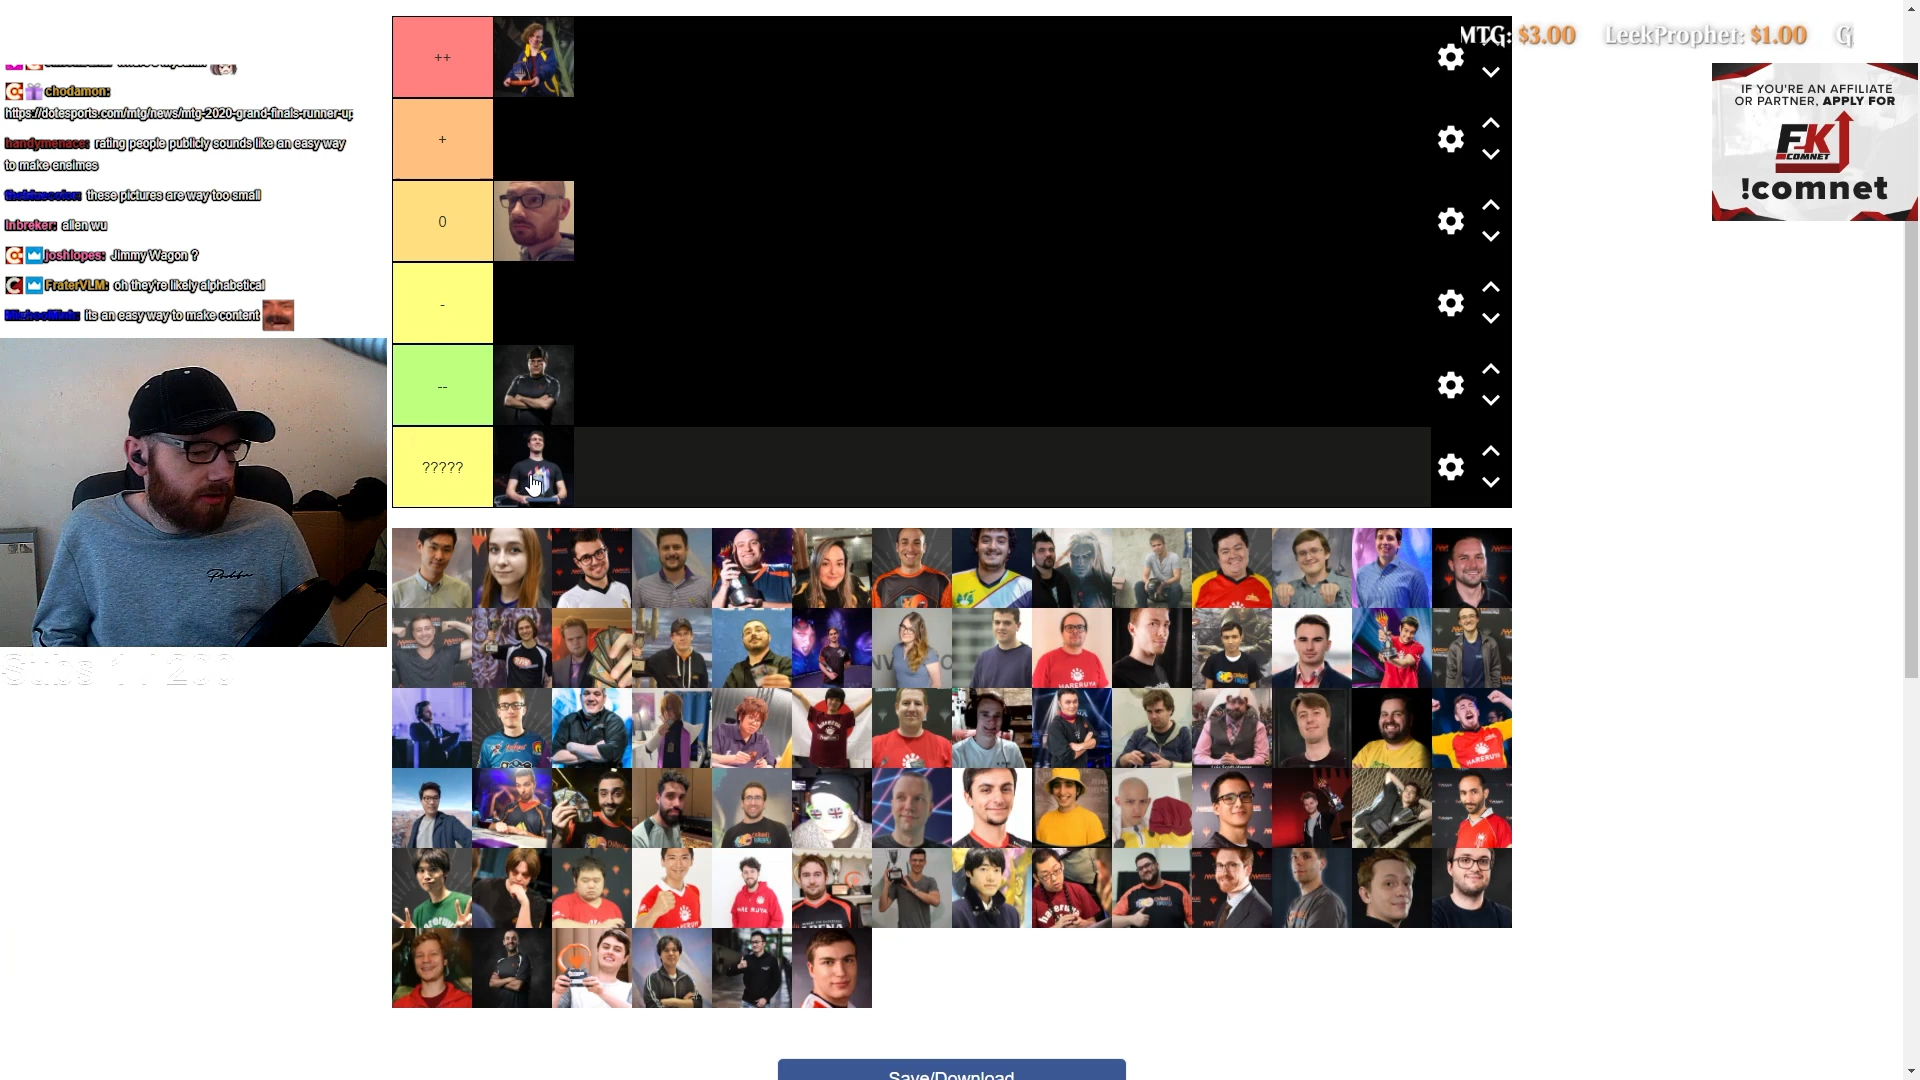 MTG: $3.00 LeekProphet: $1.00
chodamon:
https://dotesports.com/mtg/news/mtg-2020-grand-finals-runner-up
handymenace: rating people publicly sounds like an easy way
to make eneimes
these pictures are way too small
Inbreker: allen wu
joshlopes: Jimmy Wagon ?
FraterVLM: oh they're likely alphabetical
its an easy way to make content
++
+
0
-
--
?????
IF YOU'RE AN AFFILIATE
OR PARTNER, APPLY FOR
COMNET
!comnet
Save/Download